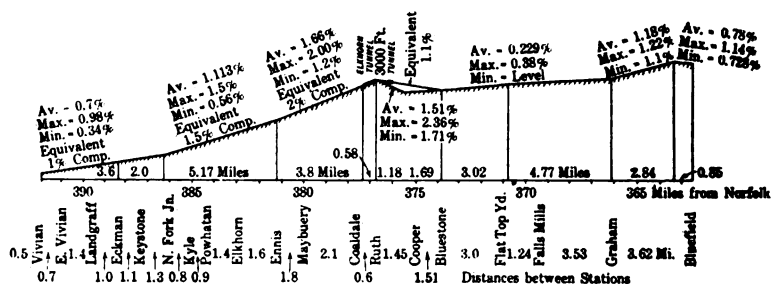 Av. - 0.7%
Max. - 0.98%
Min. - 0.34%
Equivalent
1% Comp.
Av. - 1.113%
Max. - 1.5%
Min. - 0.56%
Equivalent
1.5% Comp.
Av. - 1.66%
Max. - 2.00%
Min. - 1.2%
Equivalent
2% Comp.
ELKHORN
TUNNEL
3000 Ft.
TUNNEL
Equivalent
1.1%
Av. = 1.51%
Max. = 2.36%
Min. = 1.71%
Av. = 0.229%
Max. = 0.38%
Min. = Level
Av. - 1.18%
Max. - 1.22%
Min. - 1.1%
Av. = 0.78%
Max. - 1.14%
Min. - 0.728%
0.58
3.6 2.0 5.17 Miles 3.8 Miles 1.18 1.69 3.02 4.77 Miles 2.84 0.85
390 385 380 375 370 365 Miles from Norfolk
Vivian
E. Vivian
Landgraff
Eckman
Keystone
N. Fork Jn.
Kyle
Powhatan
Elkhorn
Ennis
Maybuery
Coaldale
Ruth
Cooper
Bluestone
Flat Top Yd.
Falls Mills
Graham
Bluefield
0.5 1.4 1.4 1.6 2.1 1.45 3.0 1.24 3.53 3.62 Mi.
0.7 1.0 1.1 1.3 0.8 0.9 1.8 0.6 1.51 Distances between Stations